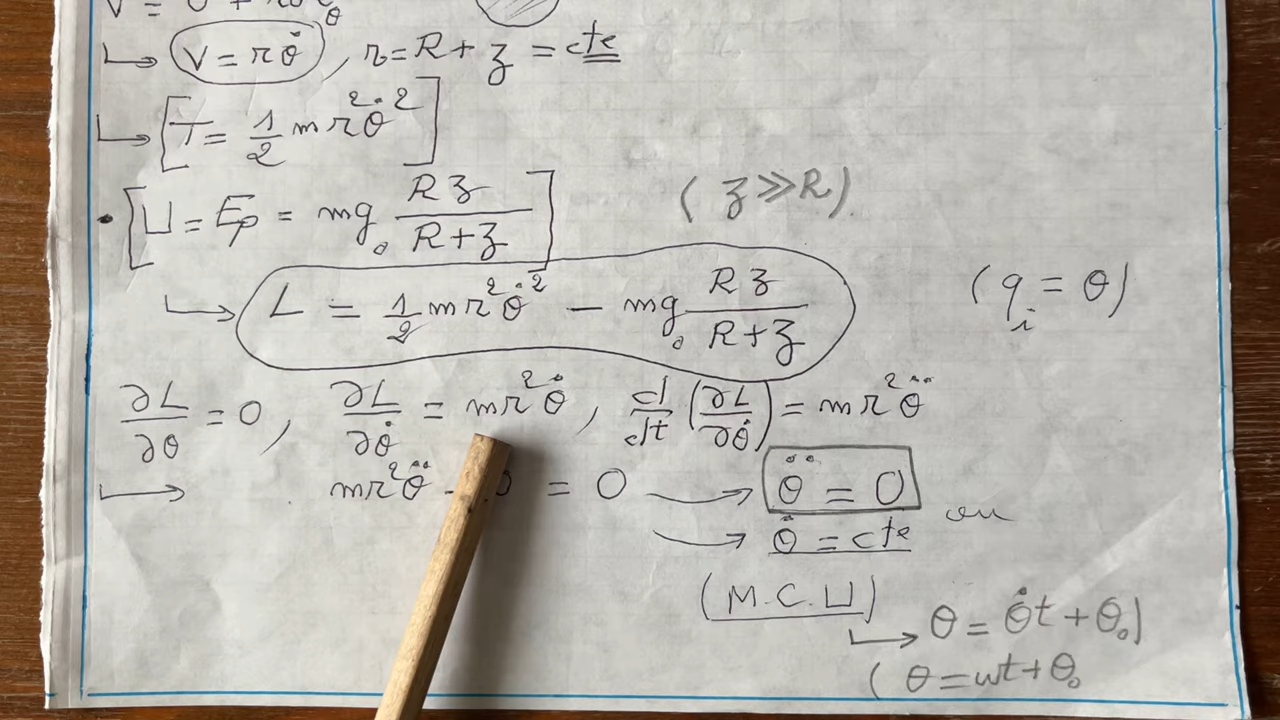 ↳ V = rθ̇ , r = R + z = cte
↳ [T = 1/2 m r² θ̇²]
• [U = Ep = mg₀ Rz/(R+z)] (z ≫ R).
↳ L = 1/2 m r² θ̇² − mg₀ Rz/(R+z) (qᵢ = θ)
∂L/∂θ = 0, ∂L/∂θ̇ = m r² θ̇, d/dt (∂L/∂θ̇) = m r² θ̈
→ m r² θ̈ − 0 = 0 → θ̈ = 0 ou
→ θ̇ = cte
(M.C.U)
↳ θ = θ̇t + θ₀)
( θ = ωt + θ₀